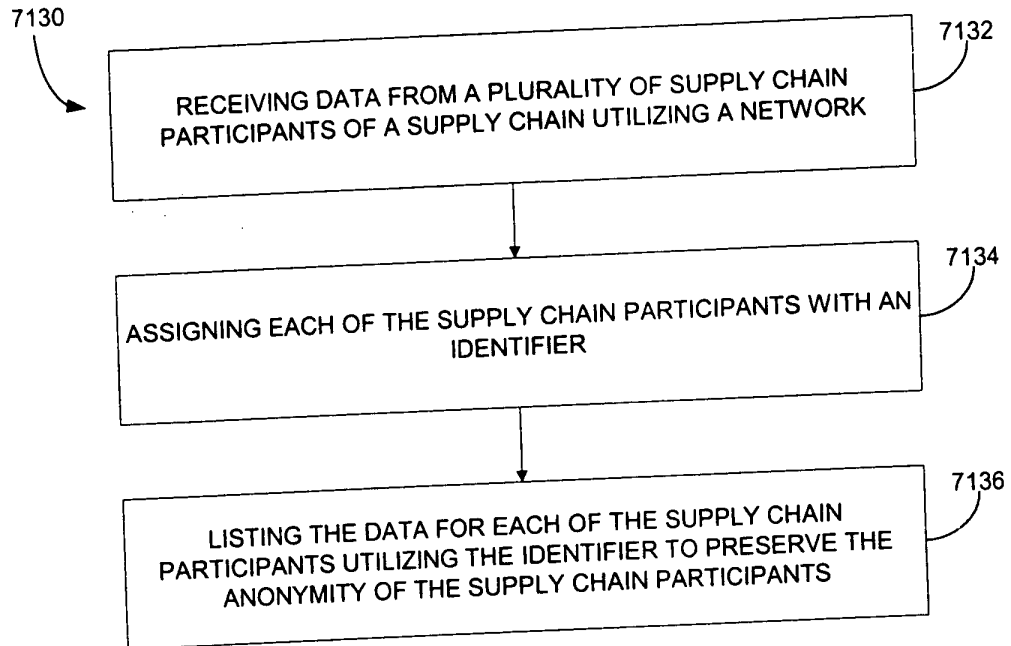 7130
7132
RECEIVING DATA FROM A PLURALITY OF SUPPLY CHAIN
PARTICIPANTS OF A SUPPLY CHAIN UTILIZING A NETWORK
7134
ASSIGNING EACH OF THE SUPPLY CHAIN PARTICIPANTS WITH AN
IDENTIFIER
7136
LISTING THE DATA FOR EACH OF THE SUPPLY CHAIN
PARTICIPANTS UTILIZING THE IDENTIFIER TO PRESERVE THE
ANONYMITY OF THE SUPPLY CHAIN PARTICIPANTS